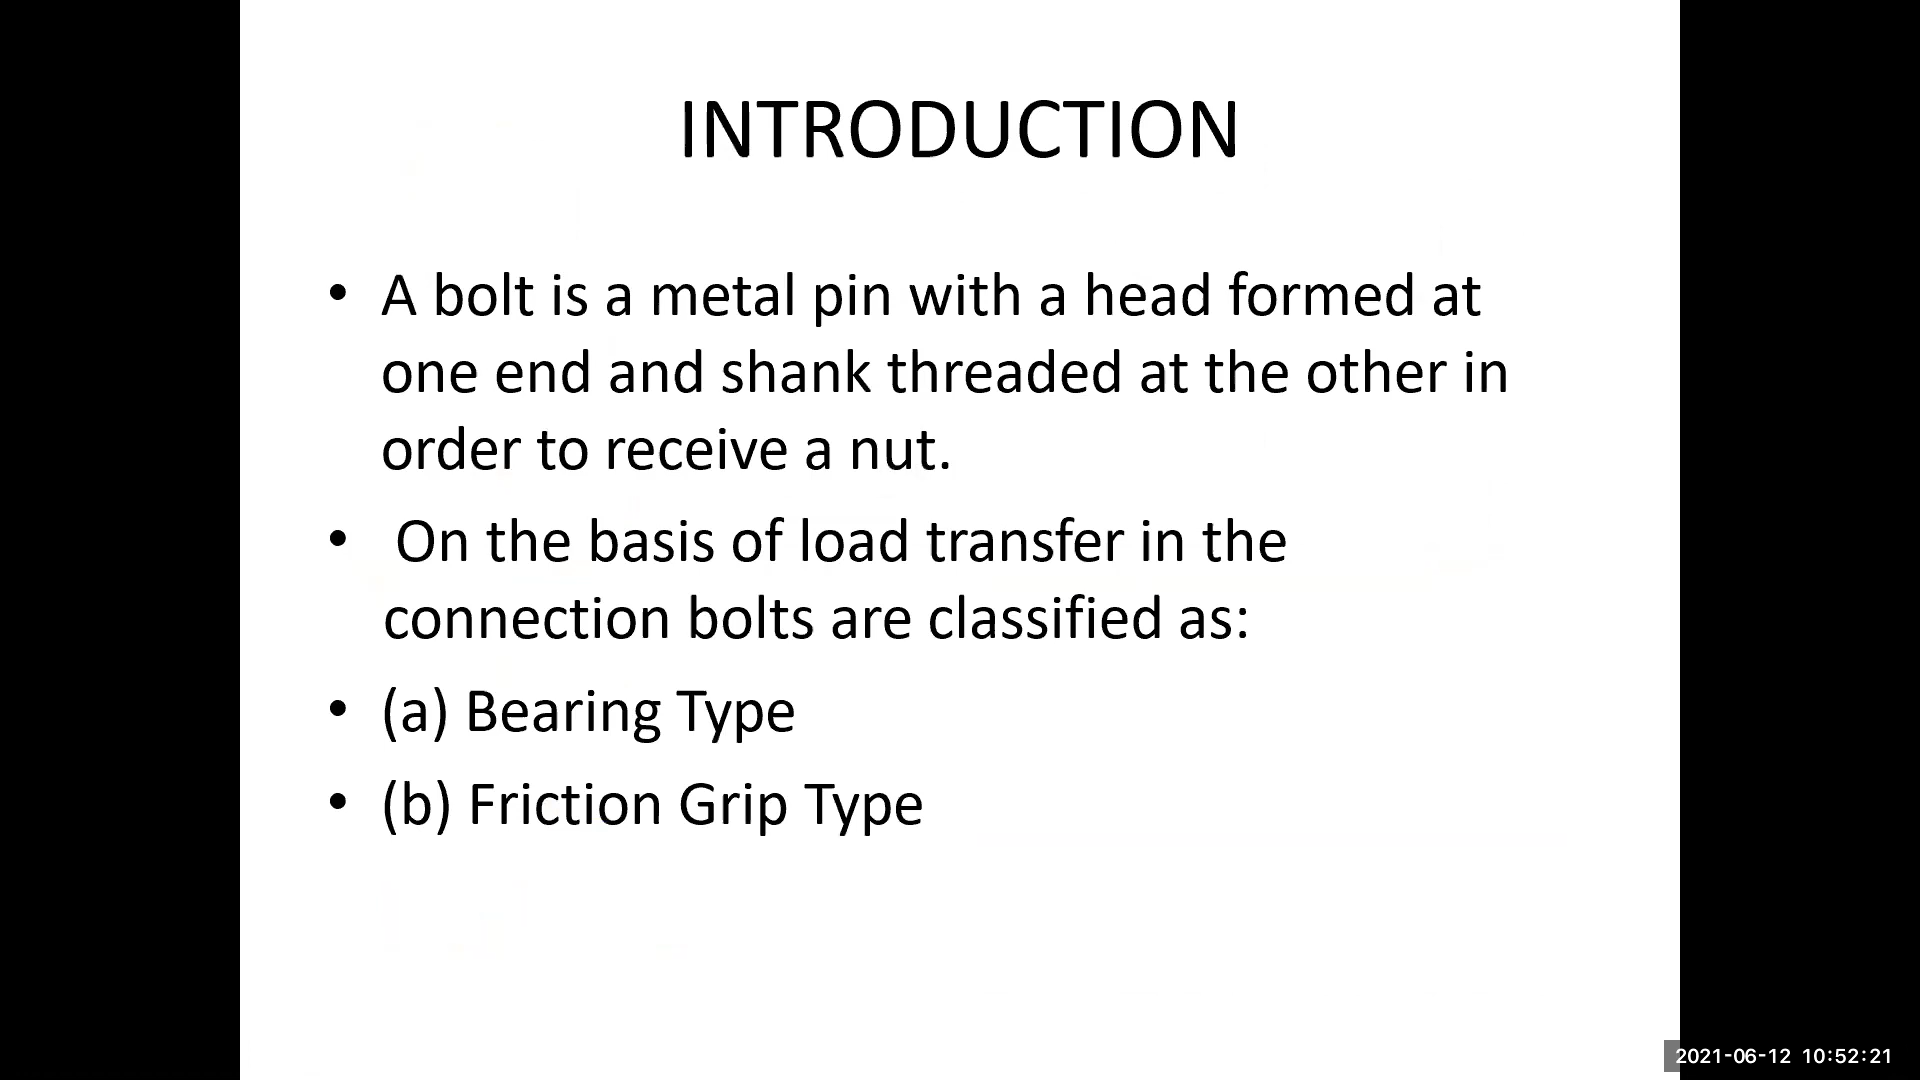 INTRODUCTION
• A bolt is a metal pin with a head formed at
one end and shank threaded at the other in
order to receive a nut.
• On the basis of load transfer in the
connection bolts are classified as:
• (a) Bearing Type
• (b) Friction Grip Type
2021-06-12 10:52:21